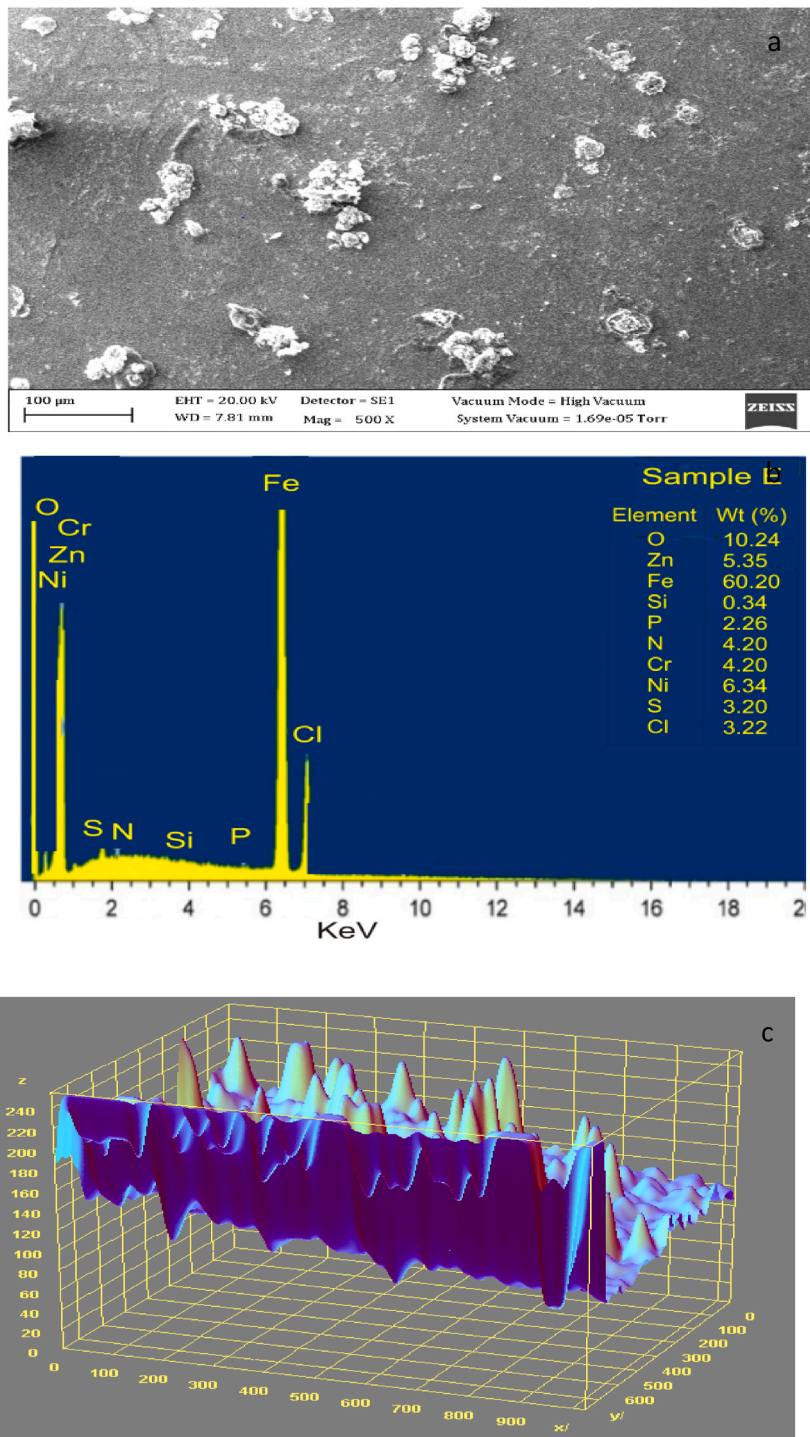 a
100 µm
EHT = 20.00 kV Detector = SE1 Vacuum Mode = High Vacuum
WD = 7.81 mm Mag = 500 X System Vacuum = 1.69e-05 Torr
ZEISS
b
Sample E
Element Wt (%)
O 10.24
Zn 5.35
Fe 60.20
Si 0.34
P 2.26
N 4.20
Cr 4.20
Ni 6.34
S 3.20
Cl 3.22
O
Cr
Zn
Ni
Fe
Cl
S N Si P
0 2 4 6 8 10 12 14 16 18 20
KeV
c
z
240
220
200
180
160
140
120
100
80
60
40
20
0
0 100 200 300 400 500 600 700 800 900 x/
0
100
200
300
400
500
600
y/